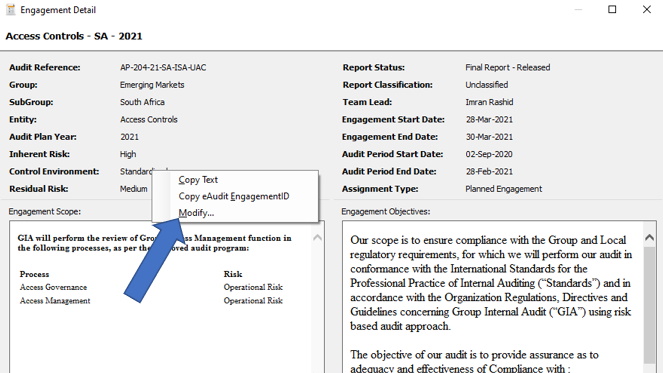 Engagement Detail
Access Controls - SA - 2021
Audit Reference: AP-204-21-SA-ISA-UAC
Report Status: Final Report - Released
Group: Emerging Markets
Report Classification: Unclassified
SubGroup: South Africa
Team Lead: Imran Rashid
Entity: Access Controls
Engagement Start Date: 28-Mar-2021
Audit Plan Year: 2021
Engagement End Date: 30-Mar-2021
Inherent Risk: High
Audit Period Start Date: 02-Sep-2020
Control Environment:
Audit Period End Date: 28-Feb-2021
Residual Risk: Medium
Assignment Type: Planned Engagement
Copy Text
Copy eAudit EngagementID
Modify...
Engagement Scope:
GIA will perform the review of Management function in
the following processes, as per the audit program:
Process Risk
Access Governance Operational Risk
Access Management Operational Risk
Engagement Objectives:
Our scope is to ensure compliance with the Group and Local
regulatory requirements, for which we will perform our audit in
conformance with the International Standards for the
Professional Practice of Internal Auditing (“Standards”) and in
accordance with the Organization Regulations, Directives and
Guidelines concerning Group Internal Audit (“GIA”) using risk
based audit approach.
The objective of our audit is to provide assurance as to
adequacy and effectiveness of Compliance with :